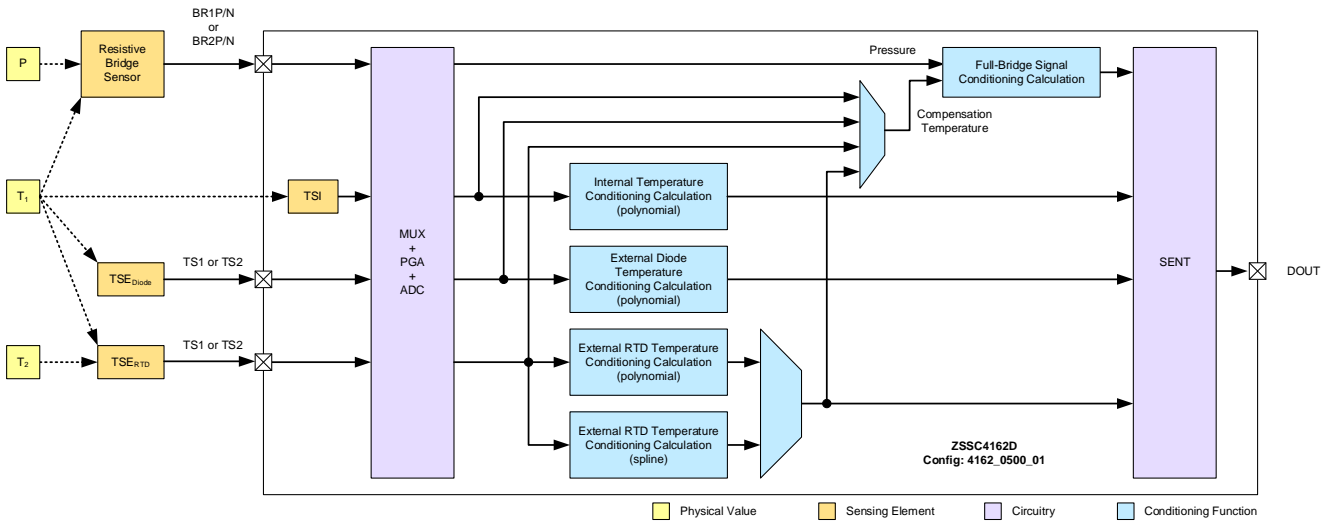 BR1P/N
or
BR2P/N
P
Resistive
Bridge
Sensor
Pressure
Full-Bridge Signal
Conditioning Calculation
Compensation
Temperature
T₁
TSI
Internal Temperature
Conditioning Calculation
(polynomial)
MUX
+
PGA
+
ADC
SENT
TSE_Diode
TS1 or TS2
External Diode
Temperature
Conditioning Calculation
(polynomial)
DOUT
T₂
TSE_RTD
TS1 or TS2
External RTD Temperature
Conditioning Calculation
(polynomial)
External RTD Temperature
Conditioning Calculation
(spline)
ZSSC4162D
Config: 4162_0500_01
Physical Value
Sensing Element
Circuitry
Conditioning Function